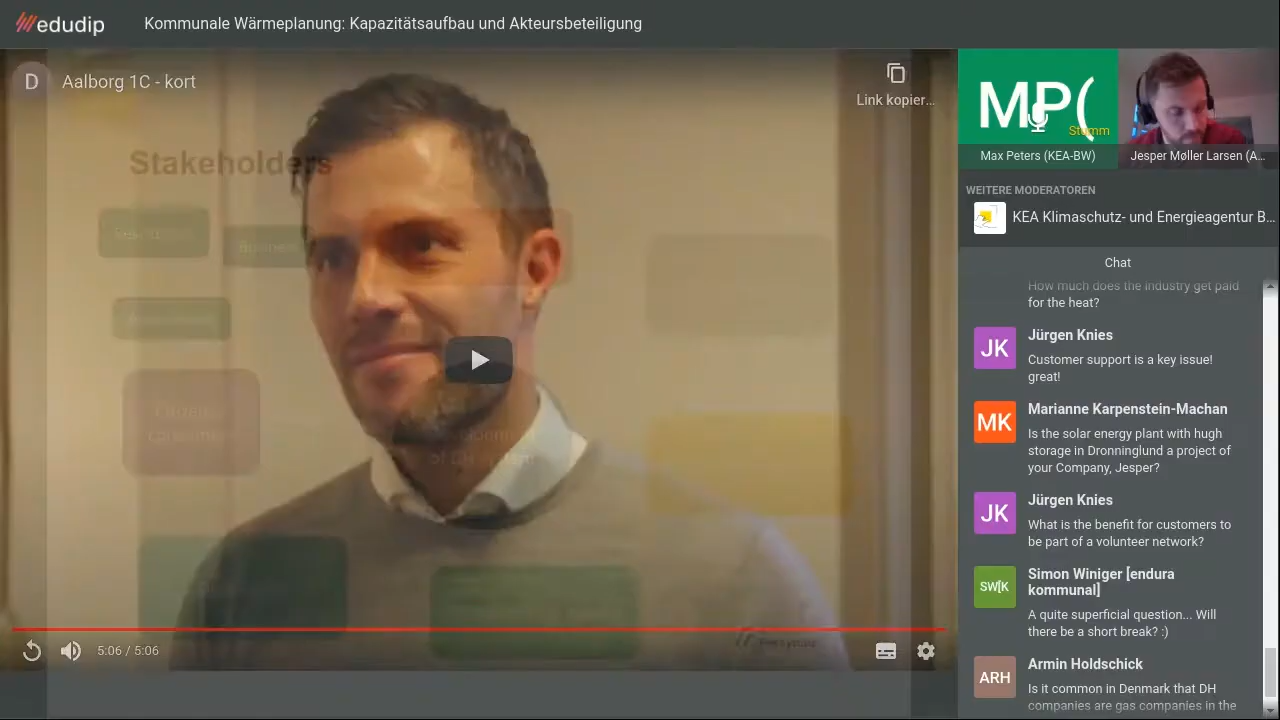 edudip
Kommunale Wärmeplanung: Kapazitätsaufbau und Akteursbeteiligung
D
Aalborg 1C - kort
Link kopier...
Stakeholders
5:06 / 5:06
MP(
Stumm
Max Peters (KEA-BW)
Jesper Møller Larsen (A...
WEITERE MODERATOREN
KEA Klimaschutz- und Energieagentur B...
Chat
How much does the industry get paid
for the heat?
JK
Jürgen Knies
Customer support is a key issue!
great!
MK
Marianne Karpenstein-Machan
Is the solar energy plant with hugh
storage in Dronninglund a project of
your Company, Jesper?
JK
Jürgen Knies
What is the benefit for customers to
be part of a volunteer network?
SW[K
Simon Winiger [endura
kommunal]
A quite superficial question... Will
there be a short break? :)
ARH
Armin Holdschick
Is it common in Denmark that DH
companies are gas companies in the